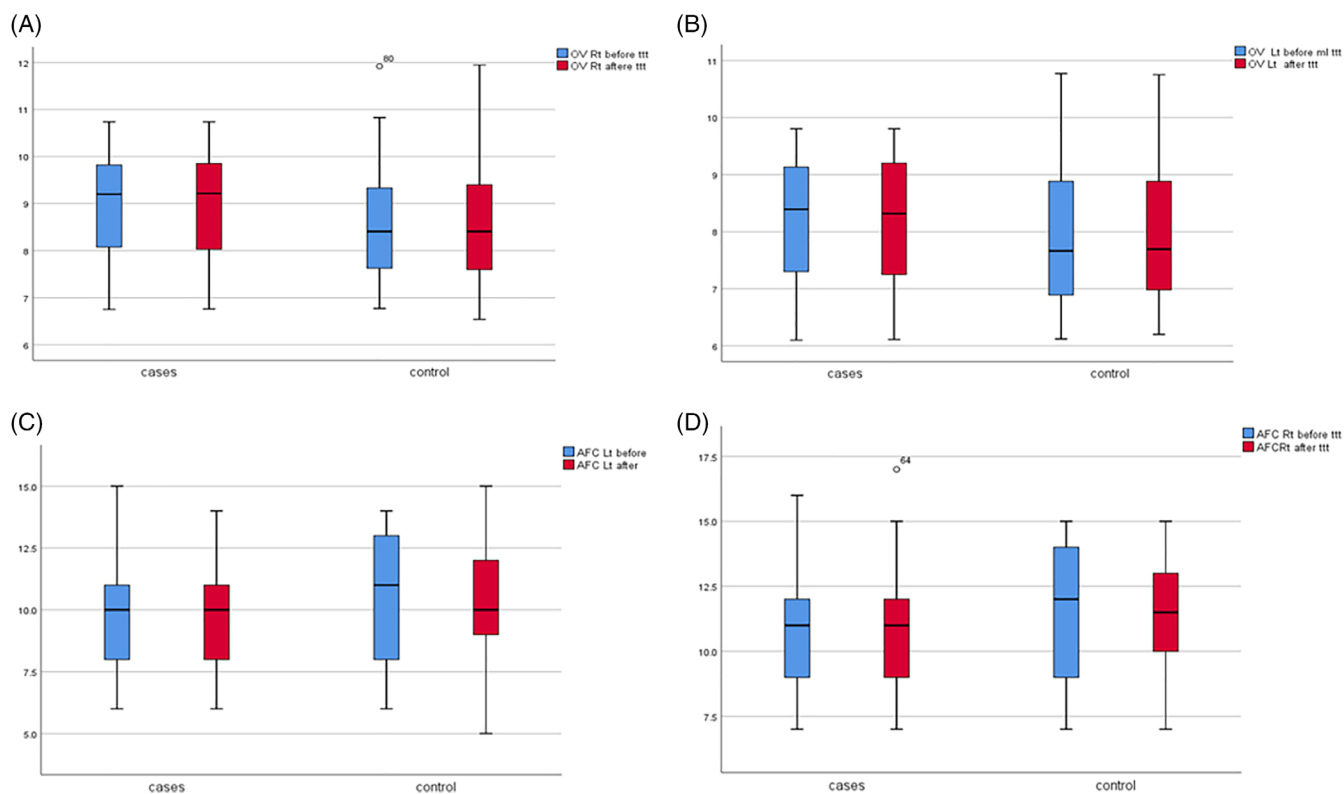 (A)
OV Rt before ttt
OV Rt aftere ttt
80
12
11
10
9
8
7
6
cases control
(B)
OV Lt before ml ttt
OV Lt after ttt
11
10
9
8
7
6
cases control
(C)
AFC Lt before
AFC Lt after
15.0
12.5
10.0
7.5
5.0
cases control
(D)
AFC Rt before ttt
AFCRt after ttt
64
17.5
15.0
12.5
10.0
7.5
cases control